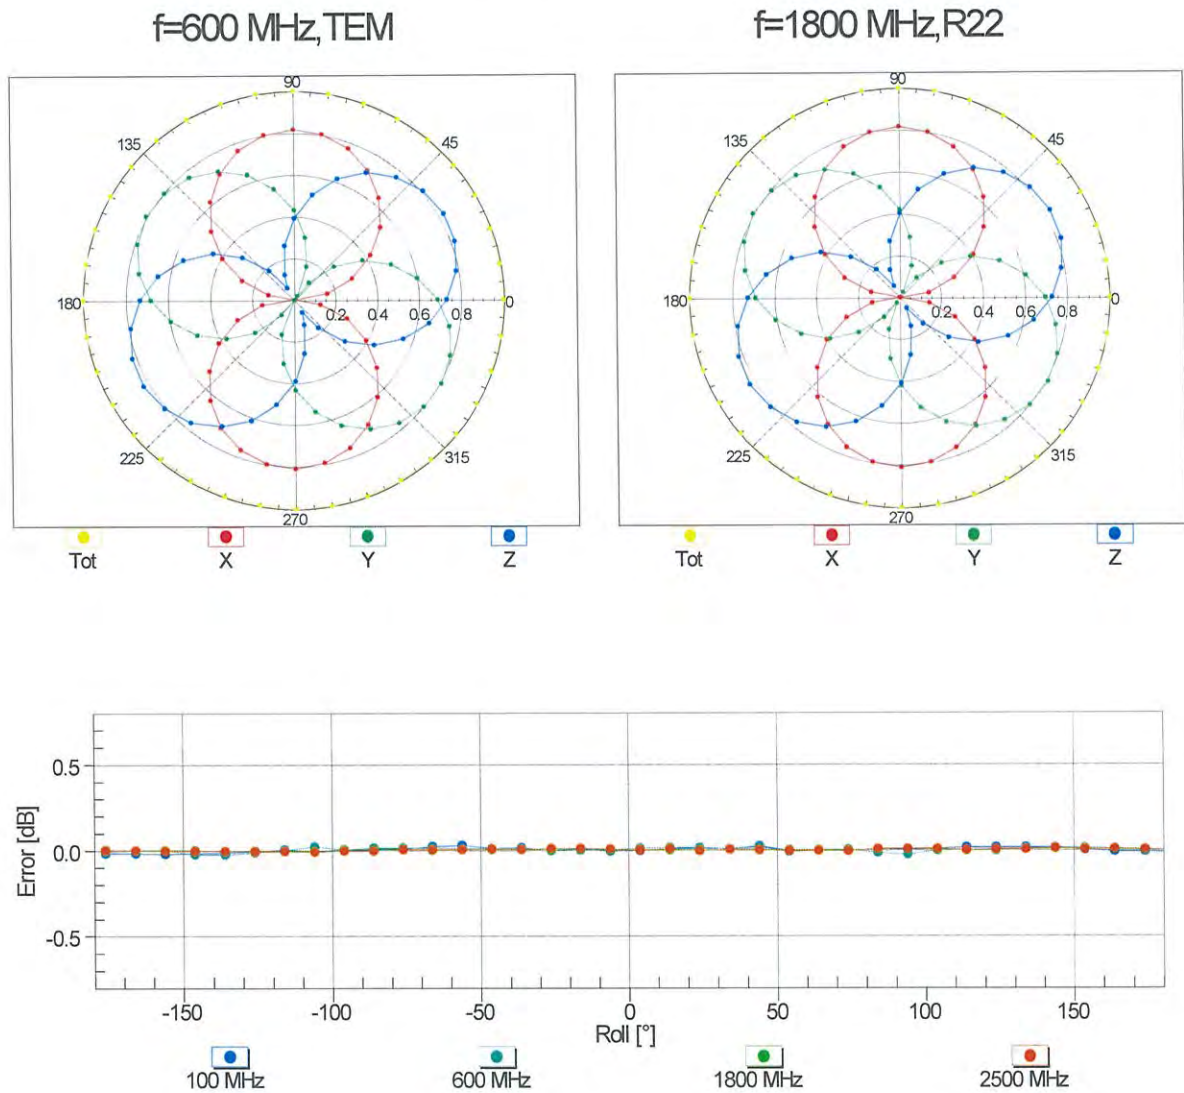 f=600 MHz,TEM
f=1800 MHz,R22
90
135
45
180
0
0.2
0.4
0.6
0.8
225
315
270
Tot
X
Y
Z
90
135
45
180
0
0.2
0.4
0.6
0.8
225
315
270
Tot
X
Y
Z
Error [dB]
0.5
0.0
-0.5
-150
-100
-50
0
50
100
150
Roll [°]
100 MHz
600 MHz
1800 MHz
2500 MHz